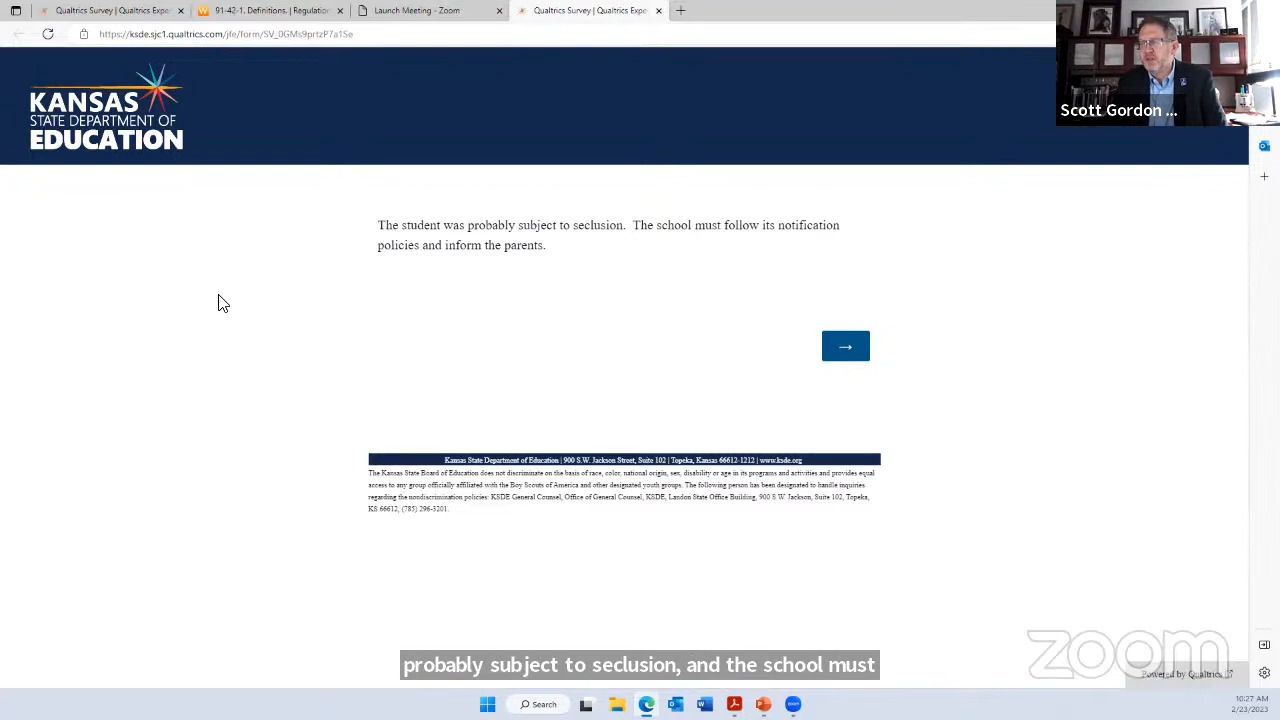 Qualtrics Survey | Qualtrics Exper
91-42-1. Definitions. | Regulation
Launch Meeting - Zoom
Qualtrics Survey | Qualtrics Expe
https://ksde.sjc1.qualtrics.com/jfe/form/SV_0GMs9prtzP7a1Se
Scott Gordon ...
KANSAS
STATE DEPARTMENT OF
EDUCATION
The student was probably subject to seclusion. The school must follow its notification
policies and inform the parents.
→
Kansas State Department of Education | 900 S.W. Jackson Street, Suite 102 | Topeka, Kansas 66612-1212 | www.ksde.org
The Kansas State Board of Education does not discriminate on the basis of race, color, national origin, sex, disability or age in its programs and activities and provides equal
access to any group officially affiliated with the Boy Scouts of America and other designated youth groups. The following person has been designated to handle inquiries
regarding the nondiscrimination policies: KSDE General Counsel, Office of General Counsel, KSDE, Landon State Office Building, 900 S.W. Jackson, Suite 102, Topeka,
KS 66612, (785) 296-3201.
probably subject to seclusion, and the school must
zoom
Powered by Qualtrics
Search
10:27 AM
2/23/2023